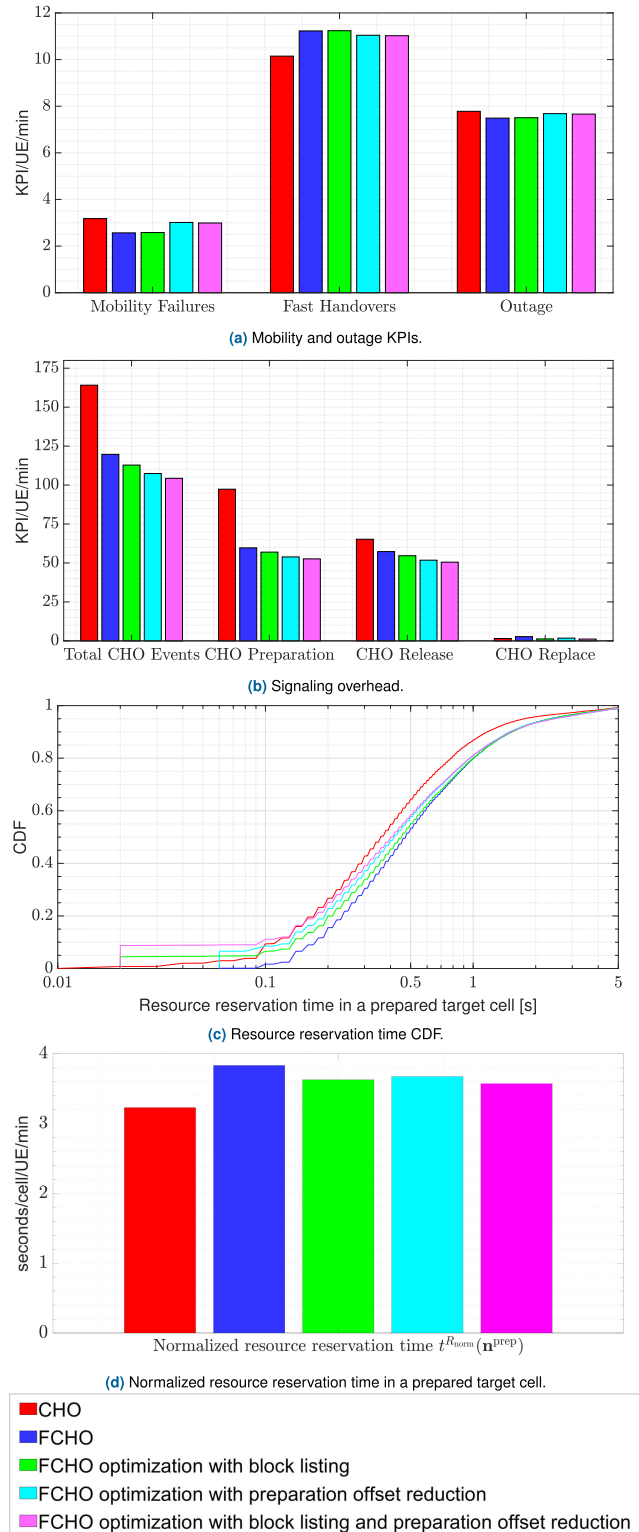 12
10
8
6
4
2
0
KPI/UE/min
Mobility Failures Fast Handovers Outage
(a) Mobility and outage KPIs.
175
150
125
100
75
50
25
0
KPI/UE/min
Total CHO Events CHO Preparation CHO Release CHO Replace
(b) Signaling overhead.
1
0.8
0.6
0.4
0.2
0
CDF
0.01 0.1 0.5 1 5
Resource reservation time in a prepared target cell [s]
(c) Resource reservation time CDF.
4
3
2
1
0
seconds/cell/UE/min
Normalized resource reservation time t^{R_{norm}}(n^{prep})
(d) Normalized resource reservation time in a prepared target cell.
CHO
FCHO
FCHO optimization with block listing
FCHO optimization with preparation offset reduction
FCHO optimization with block listing and preparation offset reduction